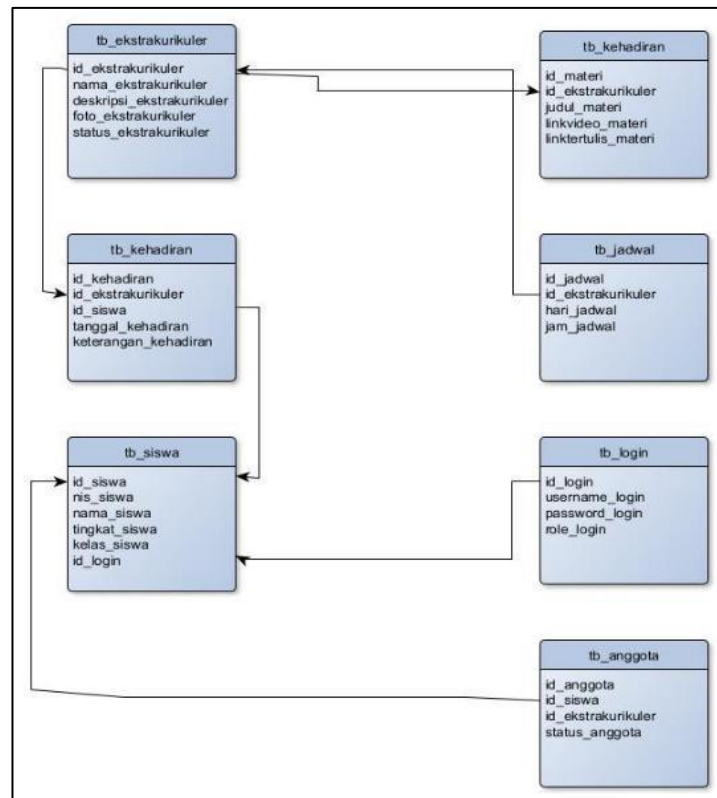 tb_ekstrakurikuler
id_ekstrakurikuler
nama_ekstrakurikuler
deskripsi_ekstrakurikuler
foto_ekstrakurikuler
status_ekstrakurikuler
tb_kehadiran
id_materi
id_ekstrakurikuler
judul_materi
linkvideo_materi
linktertulis_materi
tb_kehadiran
id_kehadiran
id_ekstrakurikuler
id_siswa
tanggal_kehadiran
keterangan_kehadiran
tb_jadwal
id_jadwal
id_ekstrakurikuler
hari_jadwal
jam_jadwal
tb_siswa
id_siswa
nis_siswa
nama_siswa
tingkat_siswa
kelas_siswa
id_login
tb_login
id_login
username_login
password_login
role_login
tb_anggota
id_anggota
id_siswa
id_ekstrakurikuler
status_anggota